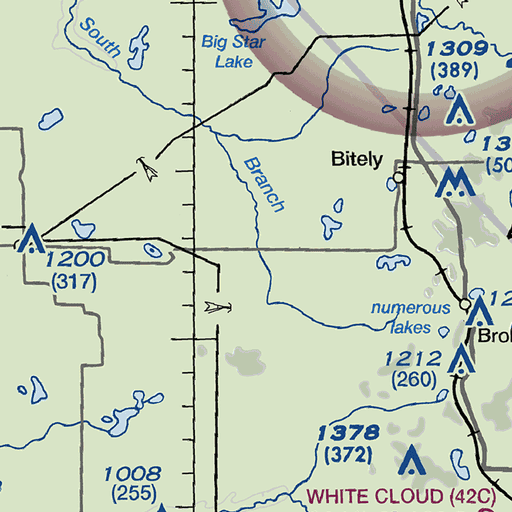 South
Big Star
Lake
1309
(389)
Bitely
Branch
1200
(317)
numerous
lakes
1212
(260)
1378
(372)
1008
(255)
WHITE CLOUD (42C)